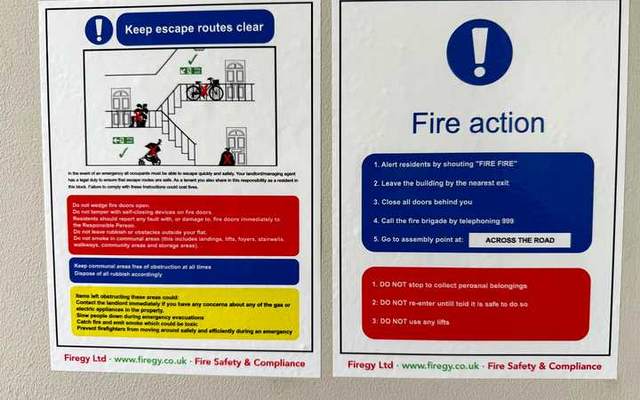 Keep escape routes clear
In the event of an emergency all occupants must be able to escape quickly and safely. Your landlord/managing
agent has a legal duty to ensure that escape routes are safe. As a tenant you also share in this responsibility as a resident in
this block. Failure to comply with these instructions could cost lives.
Do not wedge fire doors open.
Do not tamper with self-closing devices on fire doors
Residents should report any fault with, or damage to, fire doors immediately to
the Responsible Person.
Do not leave rubbish or obstacles outside your flat.
Do not smoke in communal areas (this includes landings, lifts, foyers, stairwells,
walkways, community areas and storage areas).
Keep communal areas free of obstruction at all times
Dispose of all rubbish accordingly
Items left obstructing these areas could:
Contact the landlord immediately if you have any concerns about any of the gas or
electric appliances in the property.
Slow people down during emergency evacuations
Catch fire and emit smoke which could be toxic
Prevent firefighters from moving around safely and efficiently during an emergency
Firegy Ltd · www.firegy.co.uk · Fire Safety & Compliance
Fire action
1. Alert residents by shouting "FIRE FIRE"
2. Leave the building by the nearest exit
3. Close all doors behind you
4. Call the fire brigade by telephoning 999
5. Go to assembly point at: ACROSS THE ROAD
1. DO NOT stop to collect perosnal belongings
2. DO NOT re-enter untill told it is safe to do so
3: DO NOT use any lifts
Firegy Ltd · www.firegy.co.uk · Fire Safety & Compliance